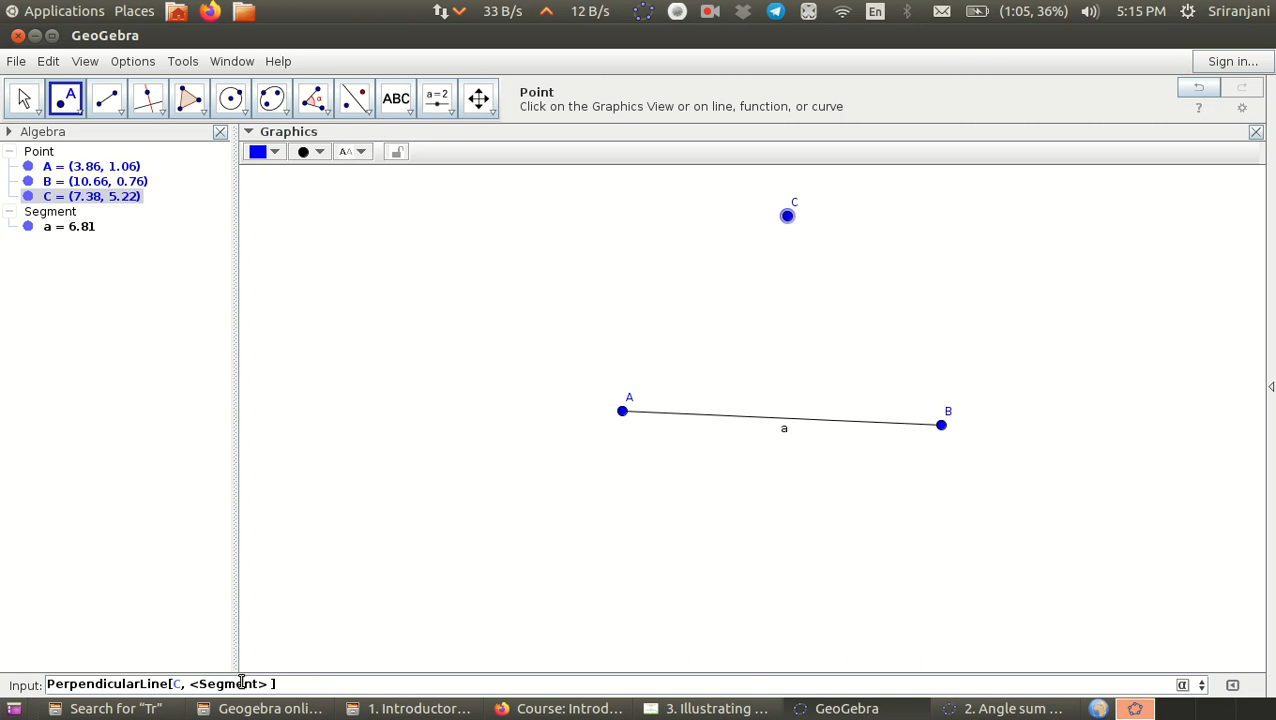 Applications Places 33 B/s 12 B/s En (1:05, 36%) 5:15 PM Sriranjani
GeoGebra
File Edit View Options Tools Window Help Sign in...
A α ABC a=2
Point
Click on the Graphics View or on line, function, or curve
?
Algebra
Graphics
Point
A = (3.86, 1.06)
B = (10.66, 0.76)
C = (7.38, 5.22)
Segment
a = 6.81
AA
C
A
B
a
Input: PerpendicularLine[C, <Segment> ] α
Search for “Tr” Geogebra onli... 1. Introductor... Course: Introd... 3. Illustrating ... GeoGebra 2. Angle sum ...